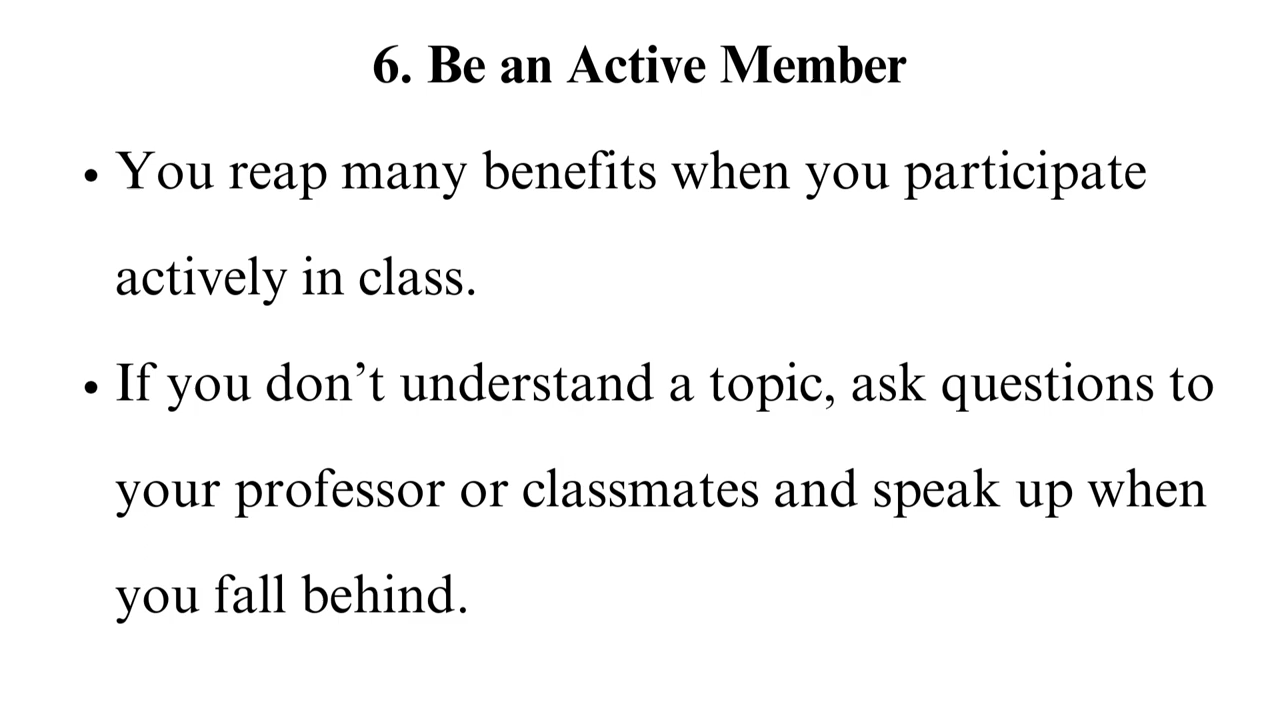 6. Be an Active Member
• You reap many benefits when you participate
actively in class.
• If you don’t understand a topic, ask questions to
your professor or classmates and speak up when
you fall behind.